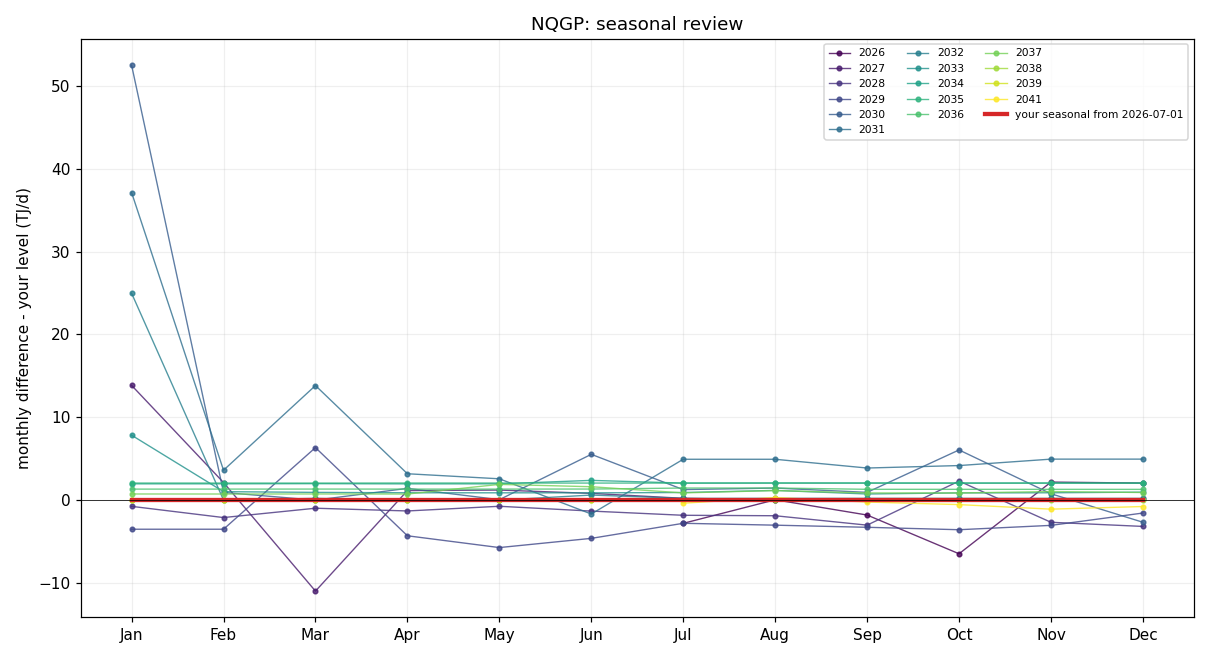 NQGP: seasonal review
monthly difference - your level (TJ/d)
50
40
30
20
10
0
−10
Jan Feb Mar Apr May Jun Jul Aug Sep Oct Nov Dec
2026 2032 2037
2027 2033 2038
2028 2034 2039
2029 2035 2041
2030 2036 your seasonal from 2026-07-01
2031